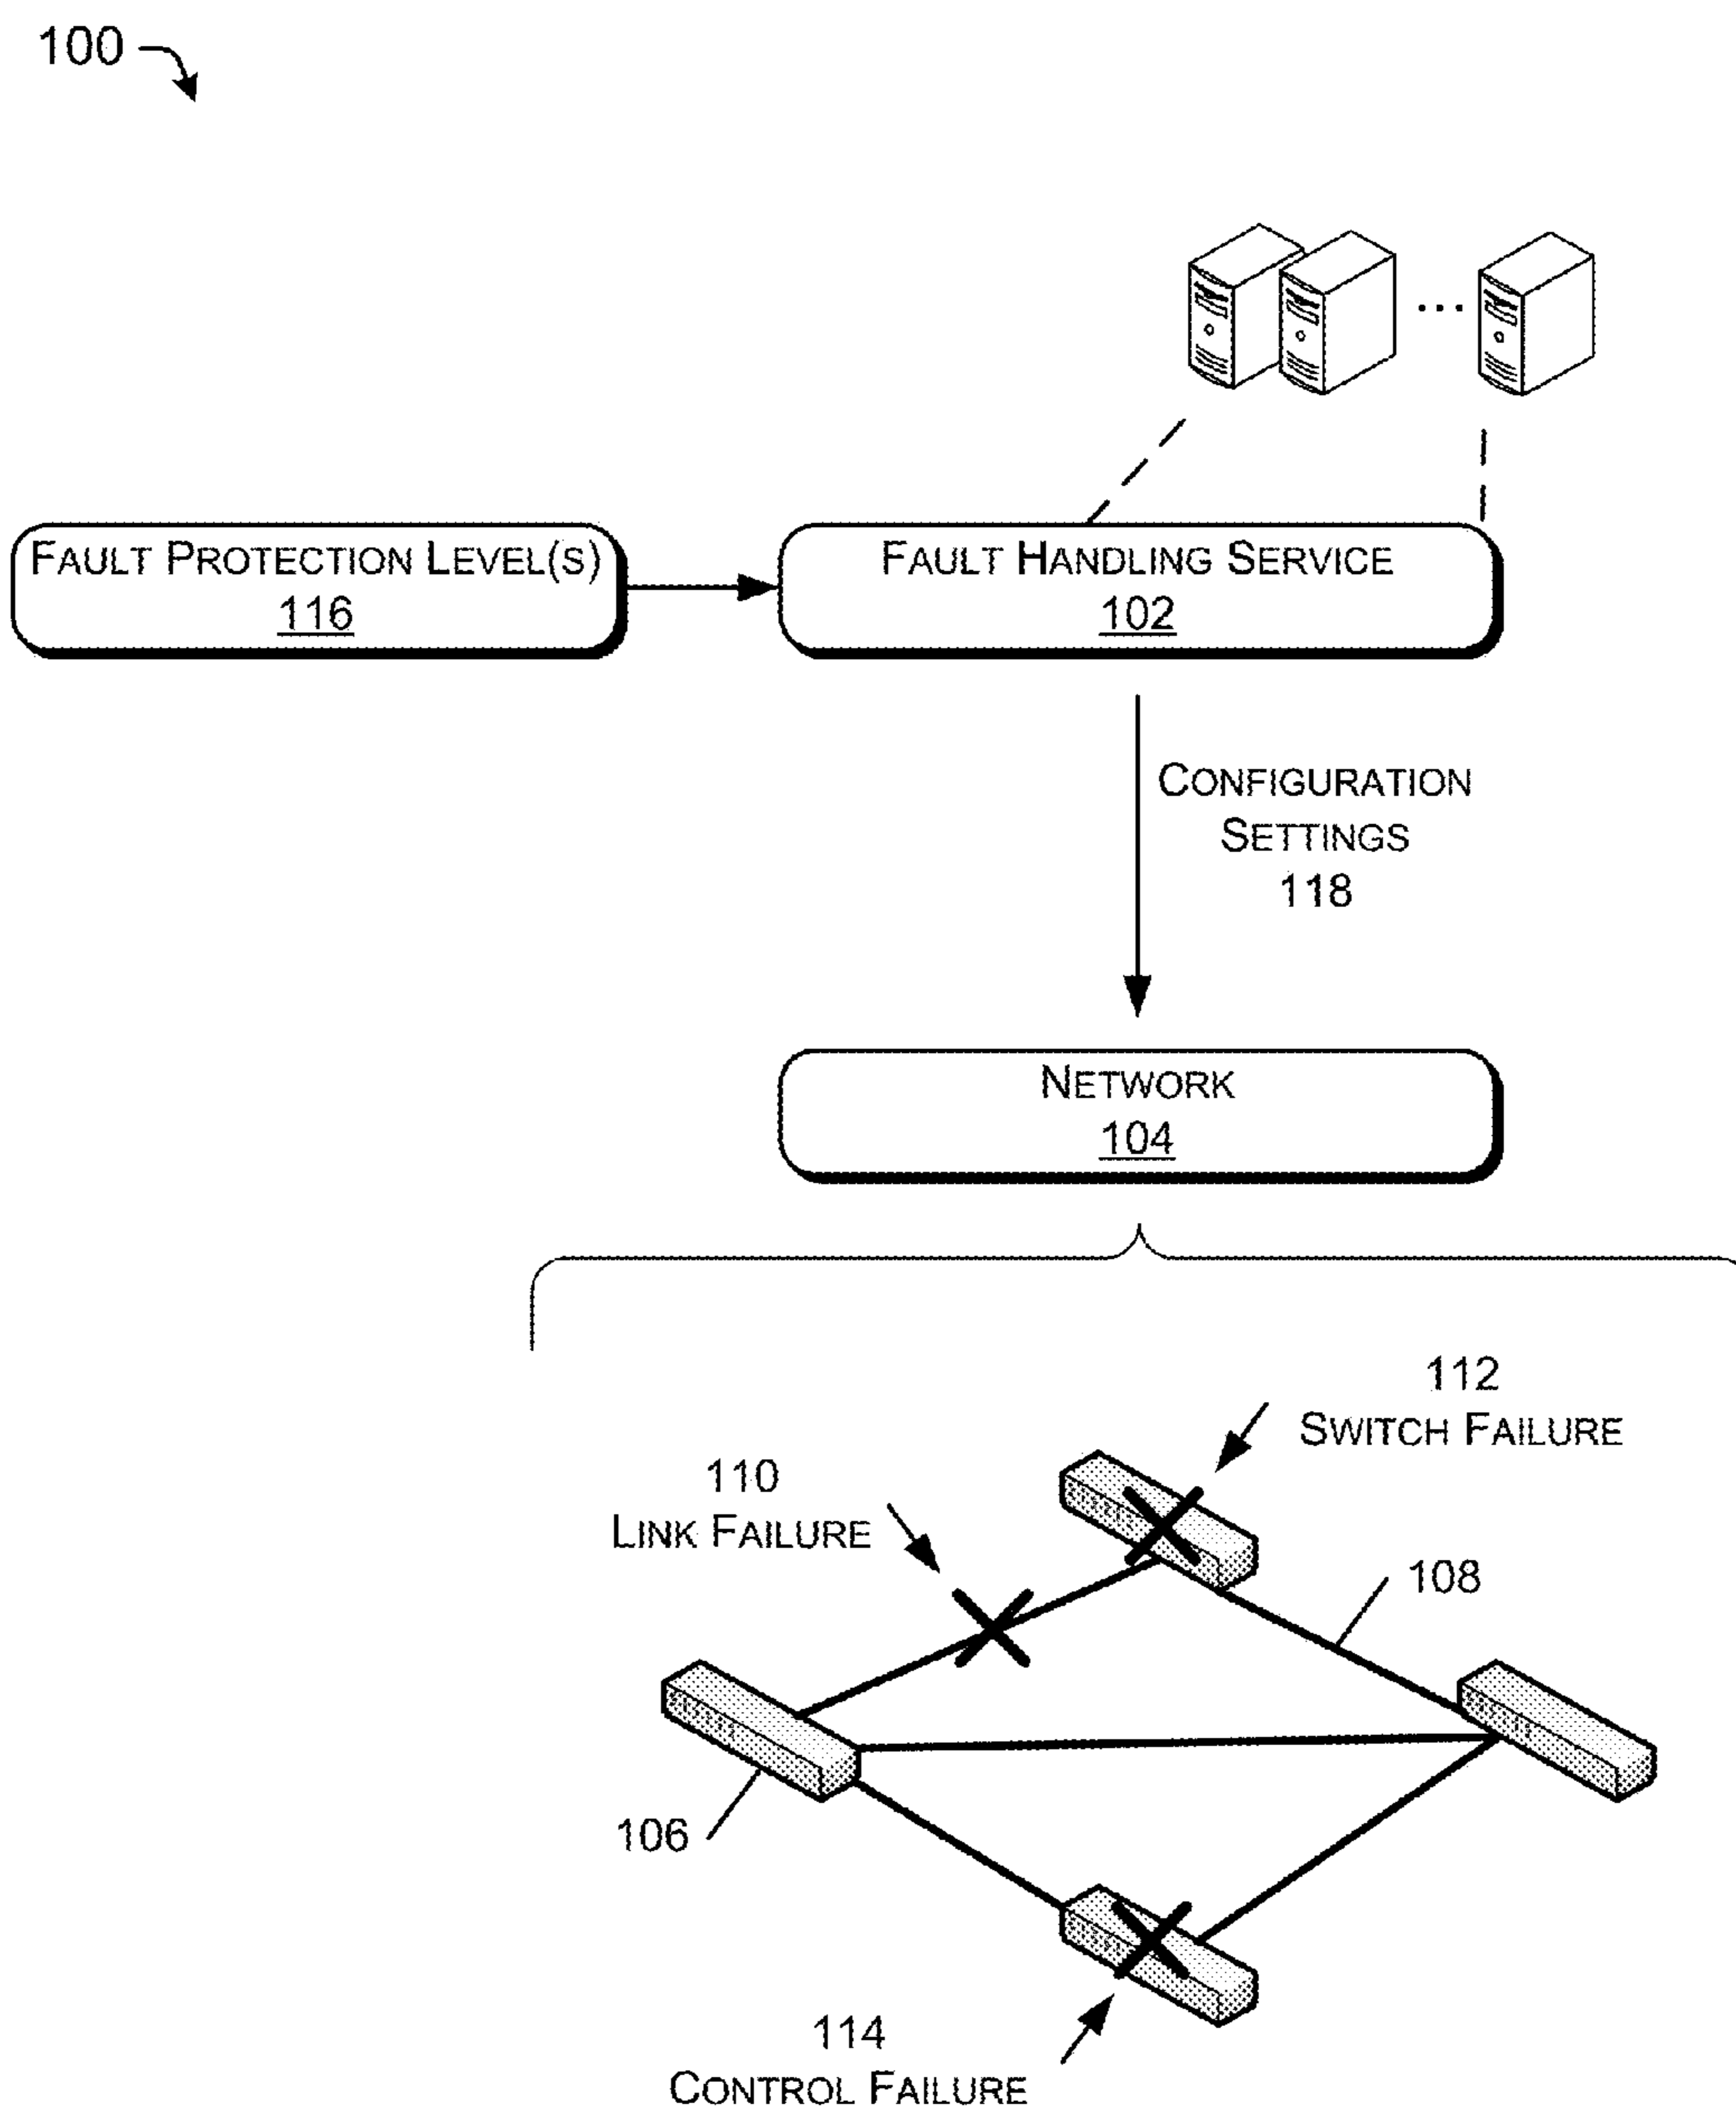 100
FAULT PROTECTION LEVEL(S)
116
FAULT HANDLING SERVICE
102
CONFIGURATION
SETTINGS
118
NETWORK
104
112
SWITCH FAILURE
110
LINK FAILURE
108
106
114
CONTROL FAILURE